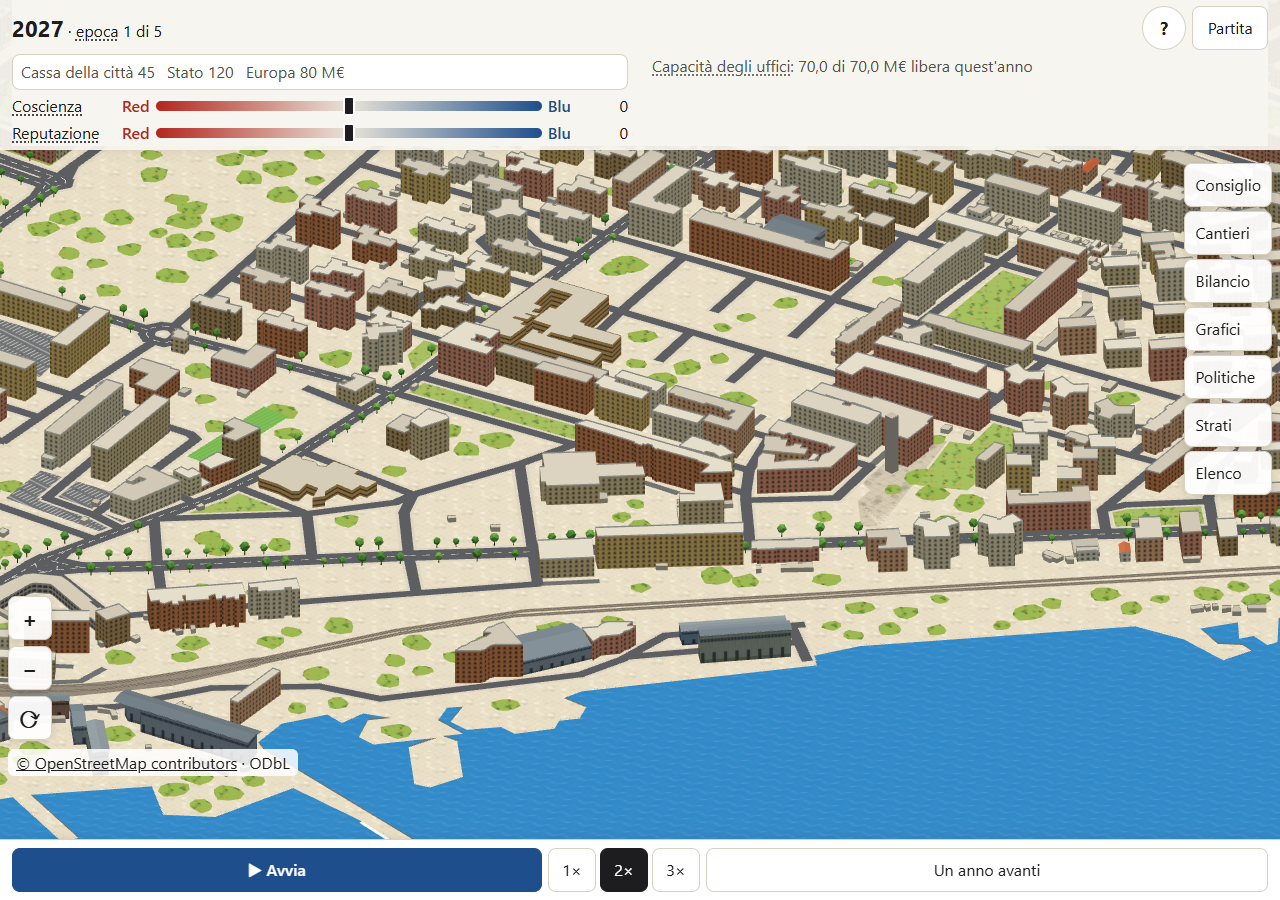 2027 · epoca 1 di 5
?
Partita
Cassa della città 45 Stato 120 Europa 80 M€
Capacità degli uffici: 70,0 di 70,0 M€ libera quest'anno
Coscienza Red Blu 0
Reputazione Red Blu 0
Consiglio
Cantieri
Bilancio
Grafici
Politiche
Strati
Elenco
+
−
© OpenStreetMap contributors · ODbL
▶ Avvia
1×
2×
3×
Un anno avanti